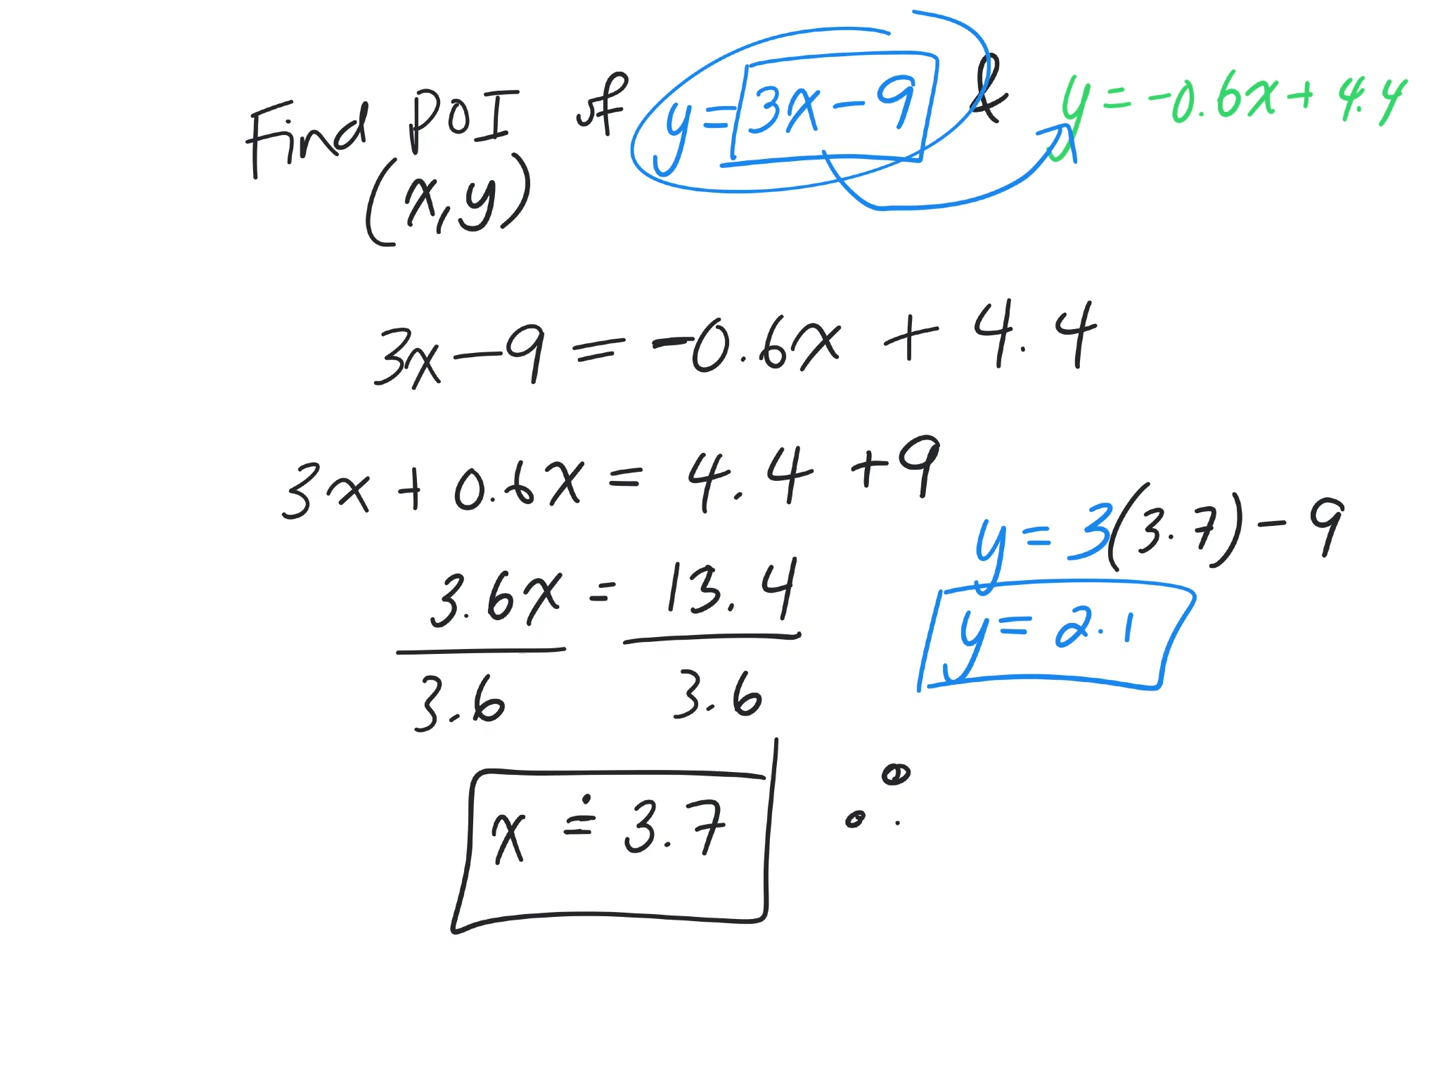 Find POI of y = 3x - 9 & y = -0.6x + 4.4
(x, y)
3x - 9 = -0.6x + 4.4
3x + 0.6x = 4.4 + 9
3.6x = 13.4
3.6 3.6
x ≐ 3.7
y = 3(3.7) - 9
y = 2.1
∴